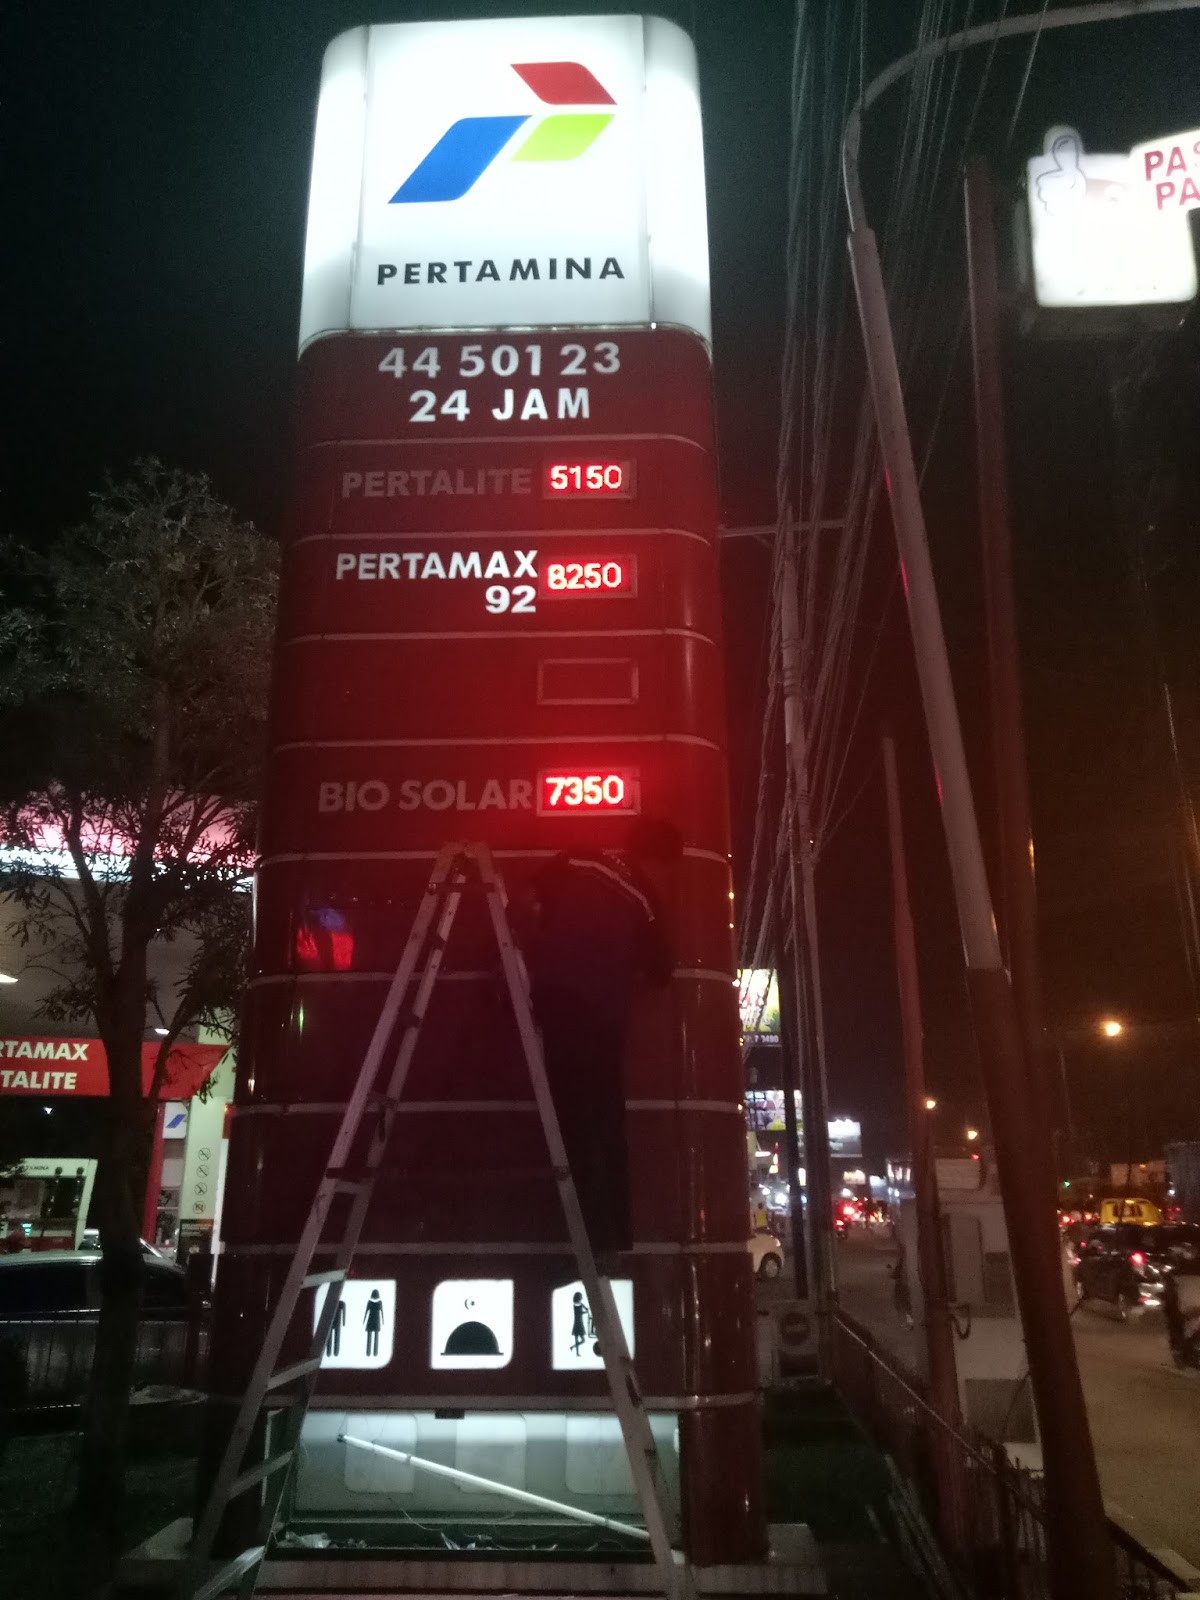 PERTAMINA
44 501 23
24 JAM
PERTALITE 5150
PERTAMAX 8250
92
BIO SOLAR 7350
RTAMAX
TALITE
PAS
PA